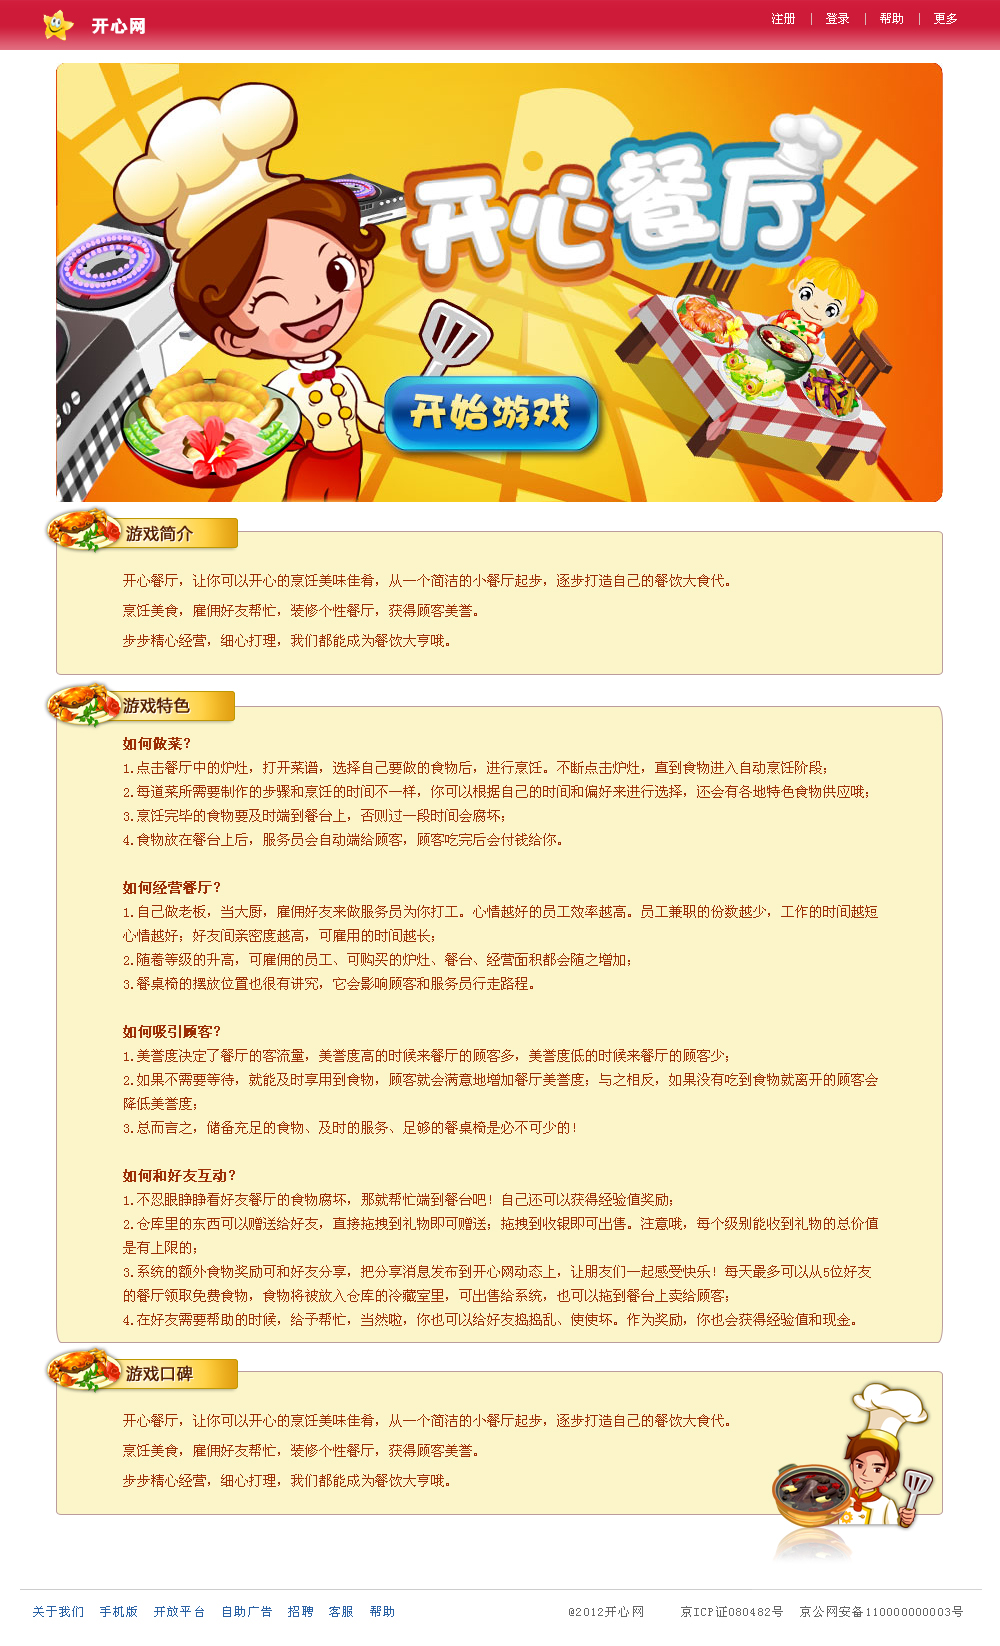 开心网
注册 | 登录 | 帮助 | 更多
开心餐厅
开始游戏
游戏简介
开心餐厅，让你可以开心的烹饪美味佳肴，从一个简洁的小餐厅起步，逐步打造自己的餐饮大食代。
烹饪美食，雇佣好友帮忙，装修个性餐厅，获得顾客美誉。
步步精心经营，细心打理，我们都能成为餐饮大亨哦。
游戏特色
如何做菜？
1.点击餐厅中的炉灶，打开菜谱，选择自己要做的食物后，进行烹饪。不断点击炉灶，直到食物进入自动烹饪阶段；
2.每道菜所需要制作的步骤和烹饪的时间不一样，你可以根据自己的时间和偏好来进行选择，还会有各地特色食物供应哦；
3.烹饪完毕的食物要及时端到餐台上，否则过一段时间会腐坏；
4.食物放在餐台上后，服务员会自动端给顾客，顾客吃完后会付钱给你。
如何经营餐厅？
1.自己做老板，当大厨，雇佣好友来做服务员为你打工。心情越好的员工效率越高。员工兼职的份数越少，工作的时间越短
心情越好；好友间亲密度越高，可雇用的时间越长；
2.随着等级的升高，可雇佣的员工、可购买的炉灶、餐台、经营面积都会随之增加；
3.餐桌椅的摆放位置也很有讲究，它会影响顾客和服务员行走路程。
如何吸引顾客？
1.美誉度决定了餐厅的客流量，美誉度高的时候来餐厅的顾客多，美誉度低的时候来餐厅的顾客少；
2.如果不需要等待，就能及时享用到食物，顾客就会满意地增加餐厅美誉度；与之相反，如果没有吃到食物就离开的顾客会
降低美誉度；
3.总而言之，储备充足的食物、及时的服务、足够的餐桌椅是必不可少的！
如何和好友互动？
1.不忍眼睁睁看好友餐厅的食物腐坏，那就帮忙端到餐台吧！自己还可以获得经验值奖励；
2.仓库里的东西可以赠送给好友，直接拖拽到礼物即可赠送；拖拽到收银即可出售。注意哦，每个级别能收到礼物的总价值
是有上限的；
3.系统的额外食物奖励可和好友分享，把分享消息发布到开心网动态上，让朋友们一起感受快乐！每天最多可以从5位好友
的餐厅领取免费食物，食物将被放入仓库的冷藏室里，可出售给系统，也可以拖到餐台上卖给顾客；
4.在好友需要帮助的时候，给予帮忙，当然啦，你也可以给好友捣捣乱、使使坏。作为奖励，你也会获得经验值和现金。
游戏口碑
开心餐厅，让你可以开心的烹饪美味佳肴，从一个简洁的小餐厅起步，逐步打造自己的餐饮大食代。
烹饪美食，雇佣好友帮忙，装修个性餐厅，获得顾客美誉。
步步精心经营，细心打理，我们都能成为餐饮大亨哦。
关于我们 手机版 开放平台 自助广告 招聘 客服 帮助 @2012开心网 京ICP证080482号 京公网安备110000000003号